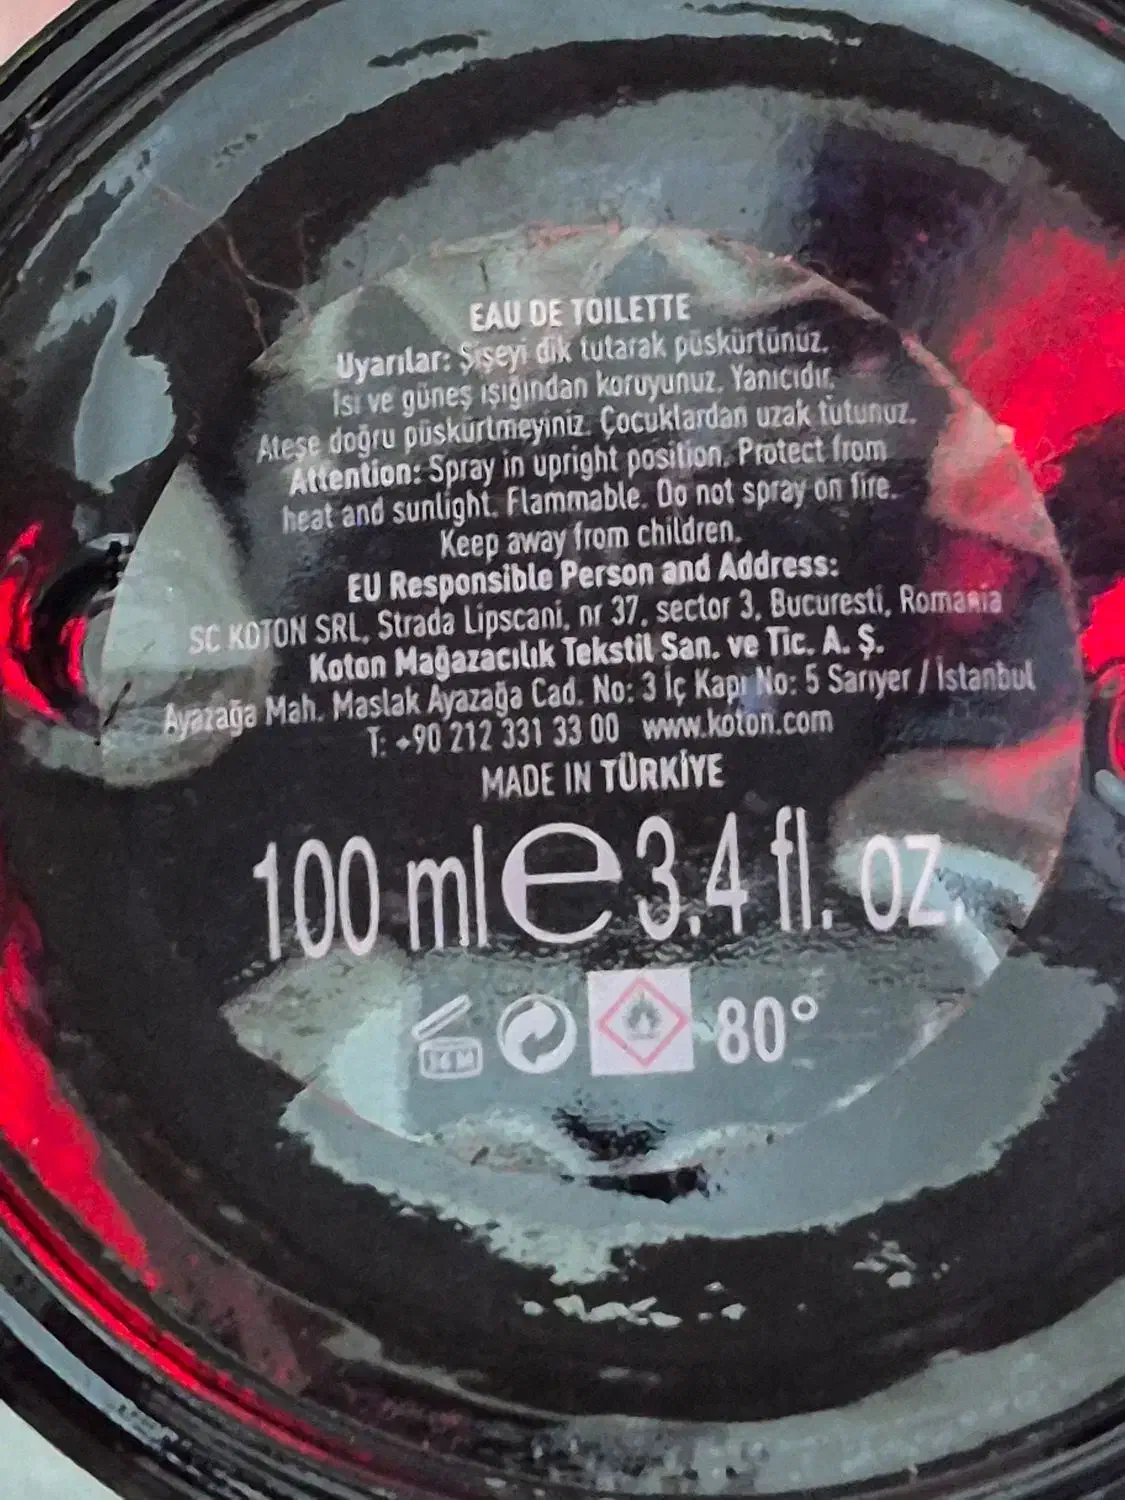 EAU DE TOILETTE
Uyarılar: Şişeyi dik tutarak püskürtünüz.
Isı ve güneş ışığından koruyunuz. Yanıcıdır.
Ateşe doğru püskürtmeyiniz. Çocuklardan uzak tutunuz.
Attention: Spray in upright position. Protect from
heat and sunlight. Flammable. Do not spray on fire.
Keep away from children.
EU Responsible Person and Address:
SC KOTON SRL, Strada Lipscani, nr 37, sector 3, Bucuresti, Romania
Koton Mağazacılık Tekstil San. ve Tic. A. Ş.
Ayazağa Mah. Maslak Ayazağa Cad. No: 3 İç Kapı No: 5 Sarıyer / İstanbul
T: +90 212 331 33 00 www.koton.com
MADE IN TÜRKİYE
100 ml e 3.4 fl. oz.
80°